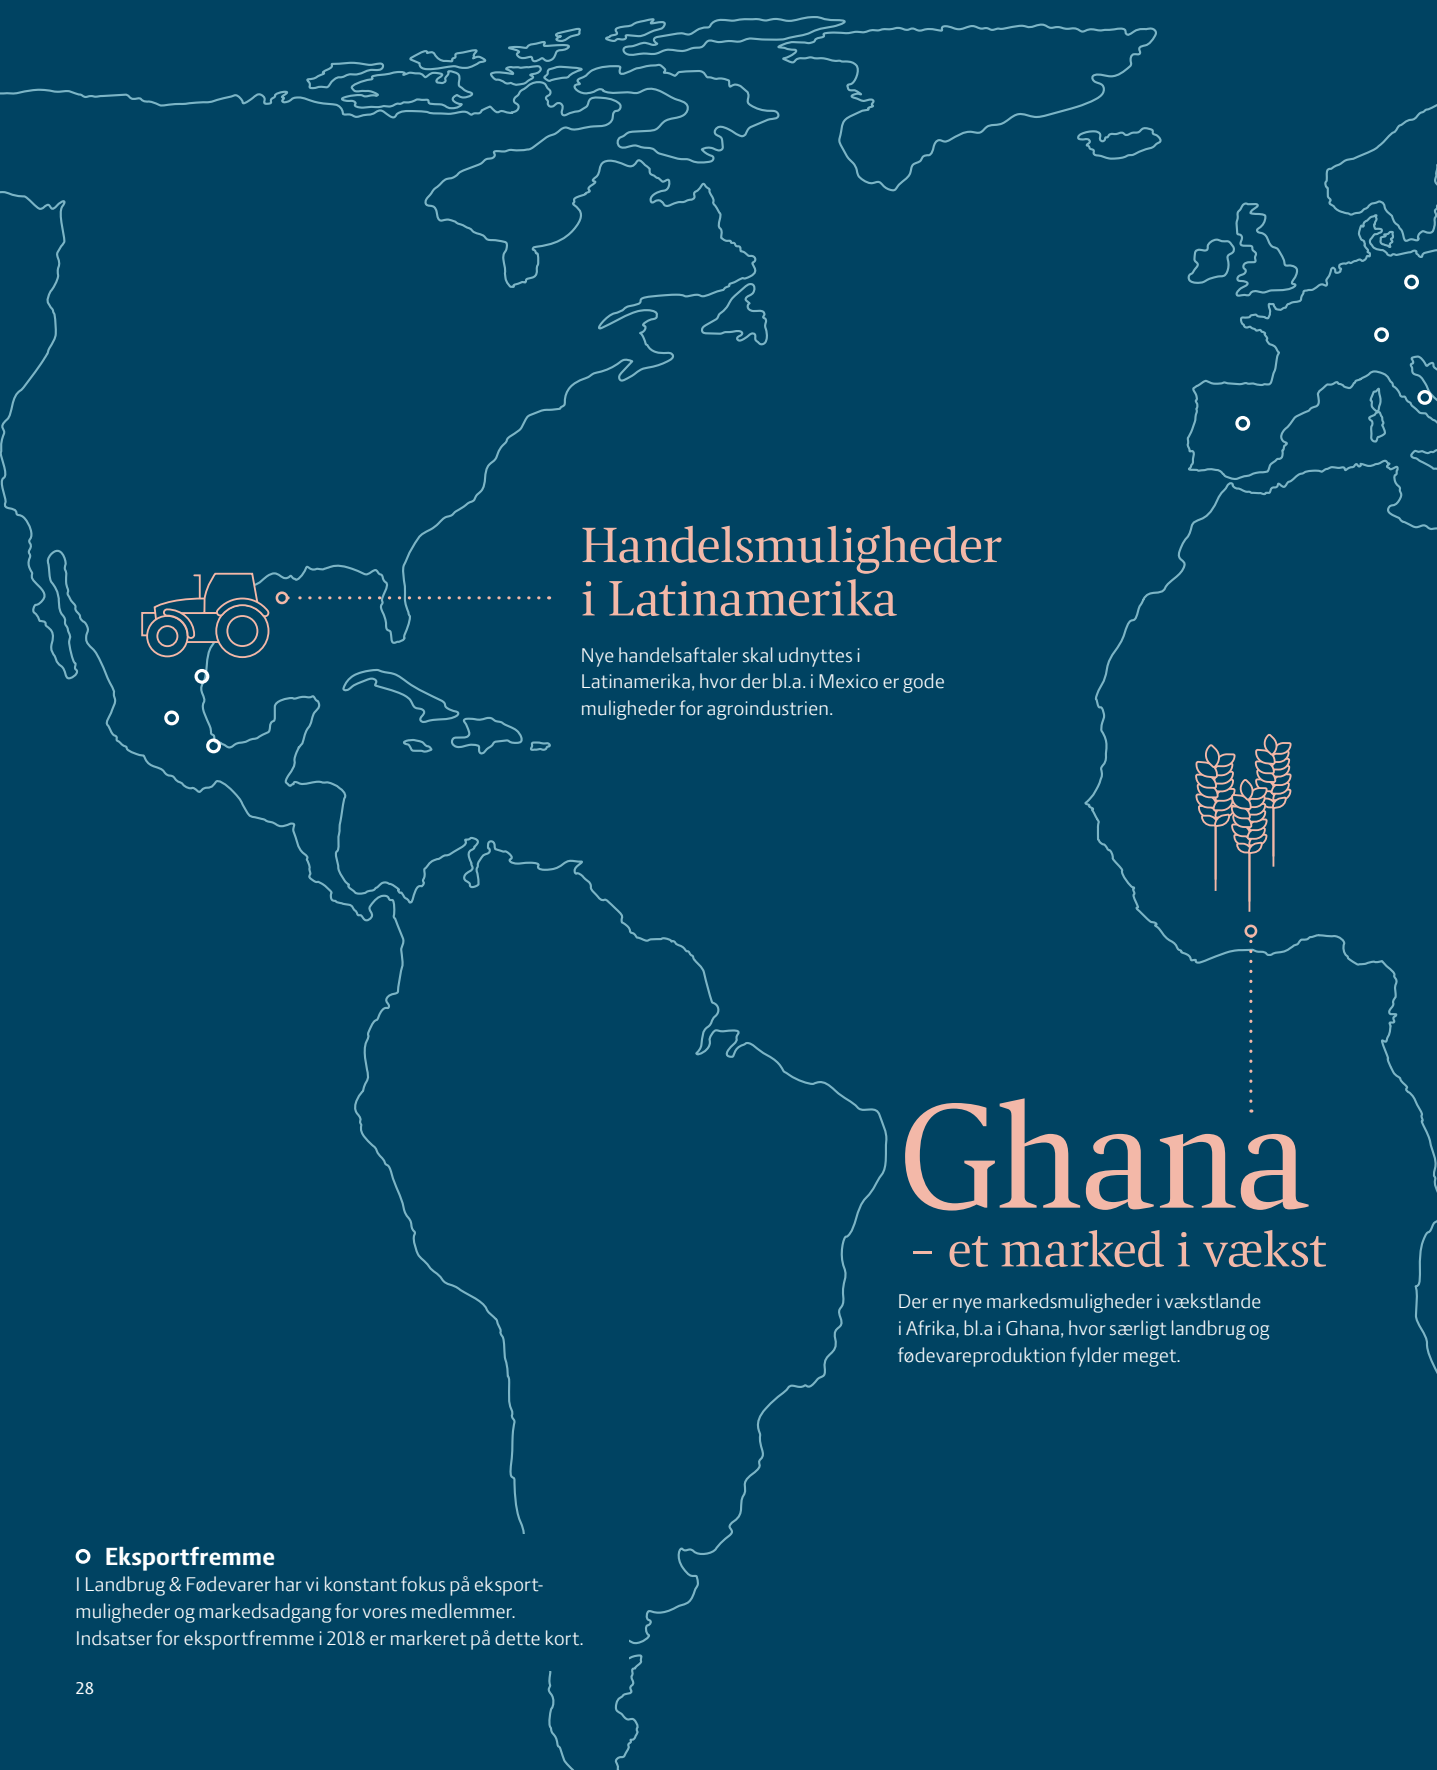 Handelsmuligheder
i Latinamerika
Nye handelsaftaler skal udnyttes i
Latinamerika, hvor der bl.a. i Mexico er gode
muligheder for agroindustrien.
Ghana
– et marked i vækst
Der er nye markedsmuligheder i vækstlande
i Afrika, bl.a i Ghana, hvor særligt landbrug og
fødevareproduktion fylder meget.
Eksportfremme
I Landbrug & Fødevarer har vi konstant fokus på eksport-
muligheder og markedsadgang for vores medlemmer.
Indsatser for eksportfremme i 2018 er markeret på dette kort.
28